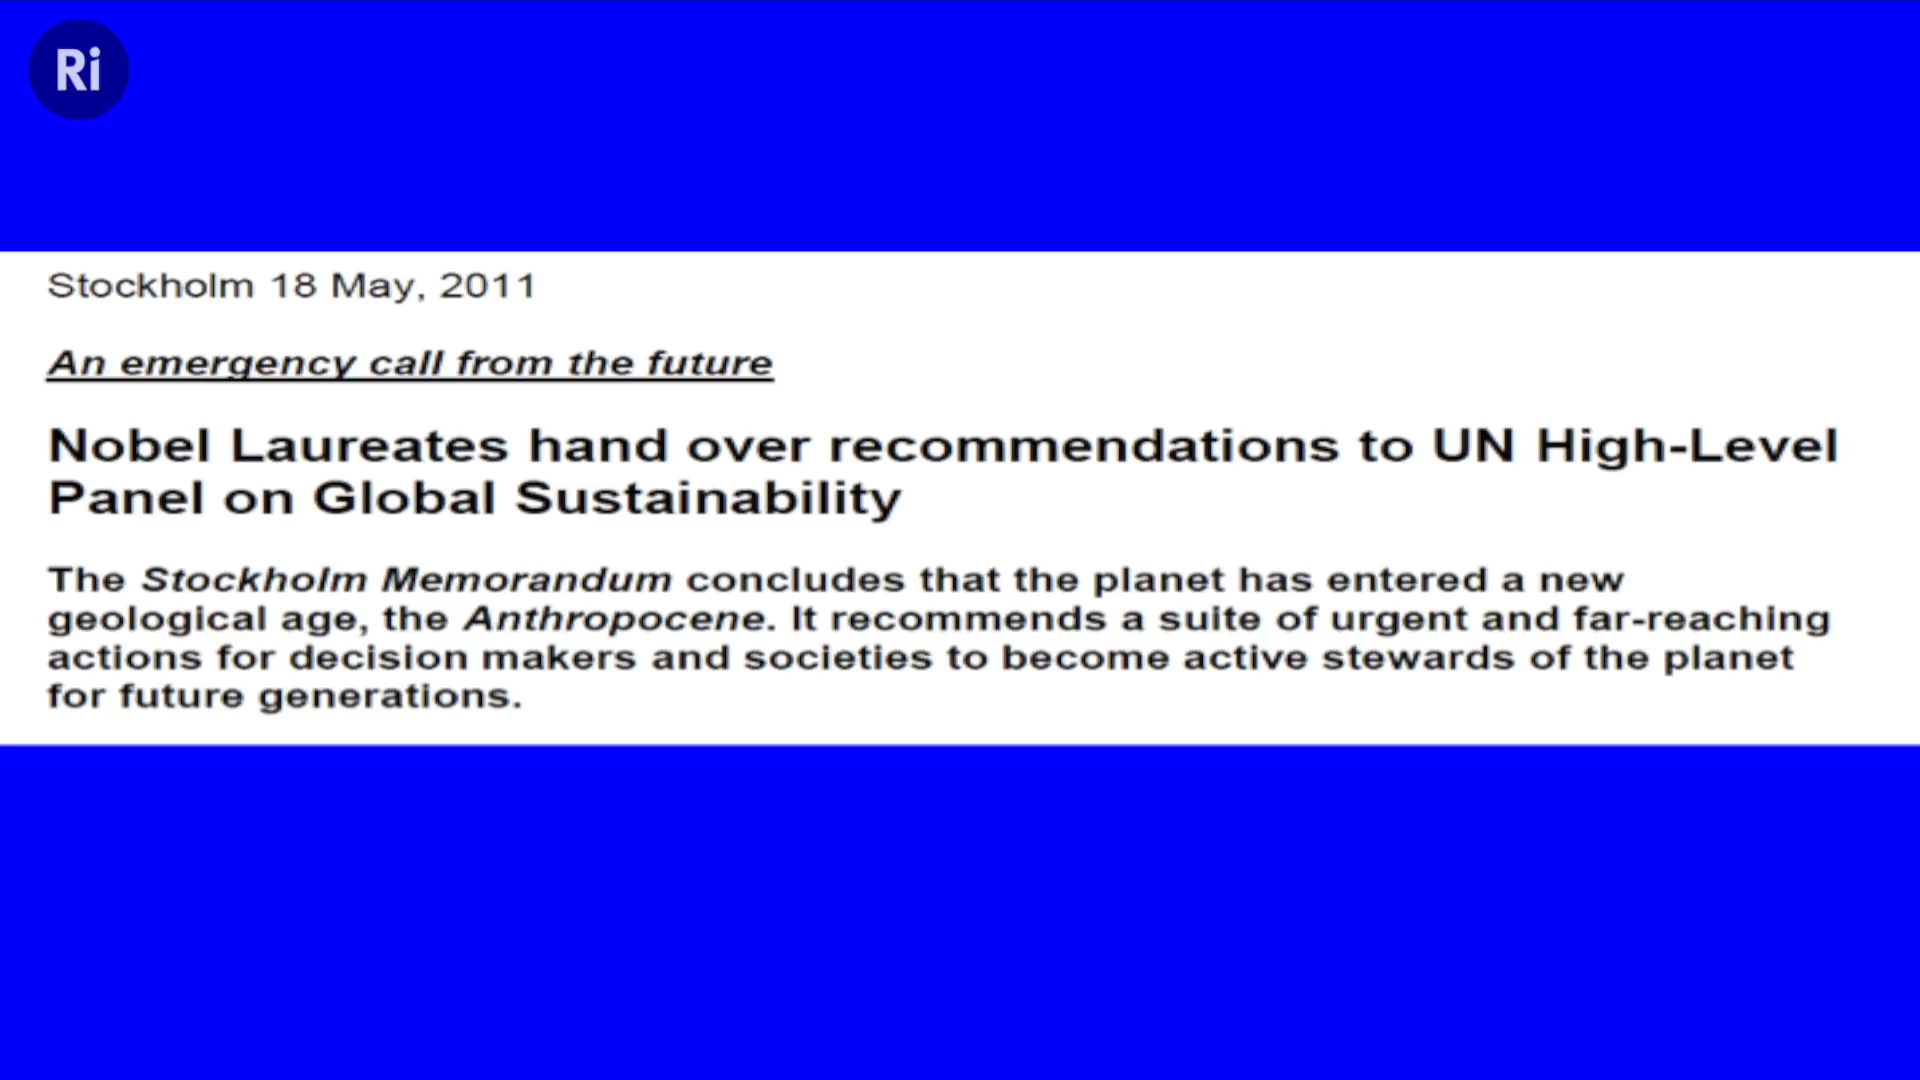 Ri
Stockholm 18 May, 2011
An emergency call from the future
Nobel Laureates hand over recommendations to UN High-Level
Panel on Global Sustainability
The Stockholm Memorandum concludes that the planet has entered a new
geological age, the Anthropocene. It recommends a suite of urgent and far-reaching
actions for decision makers and societies to become active stewards of the planet
for future generations.